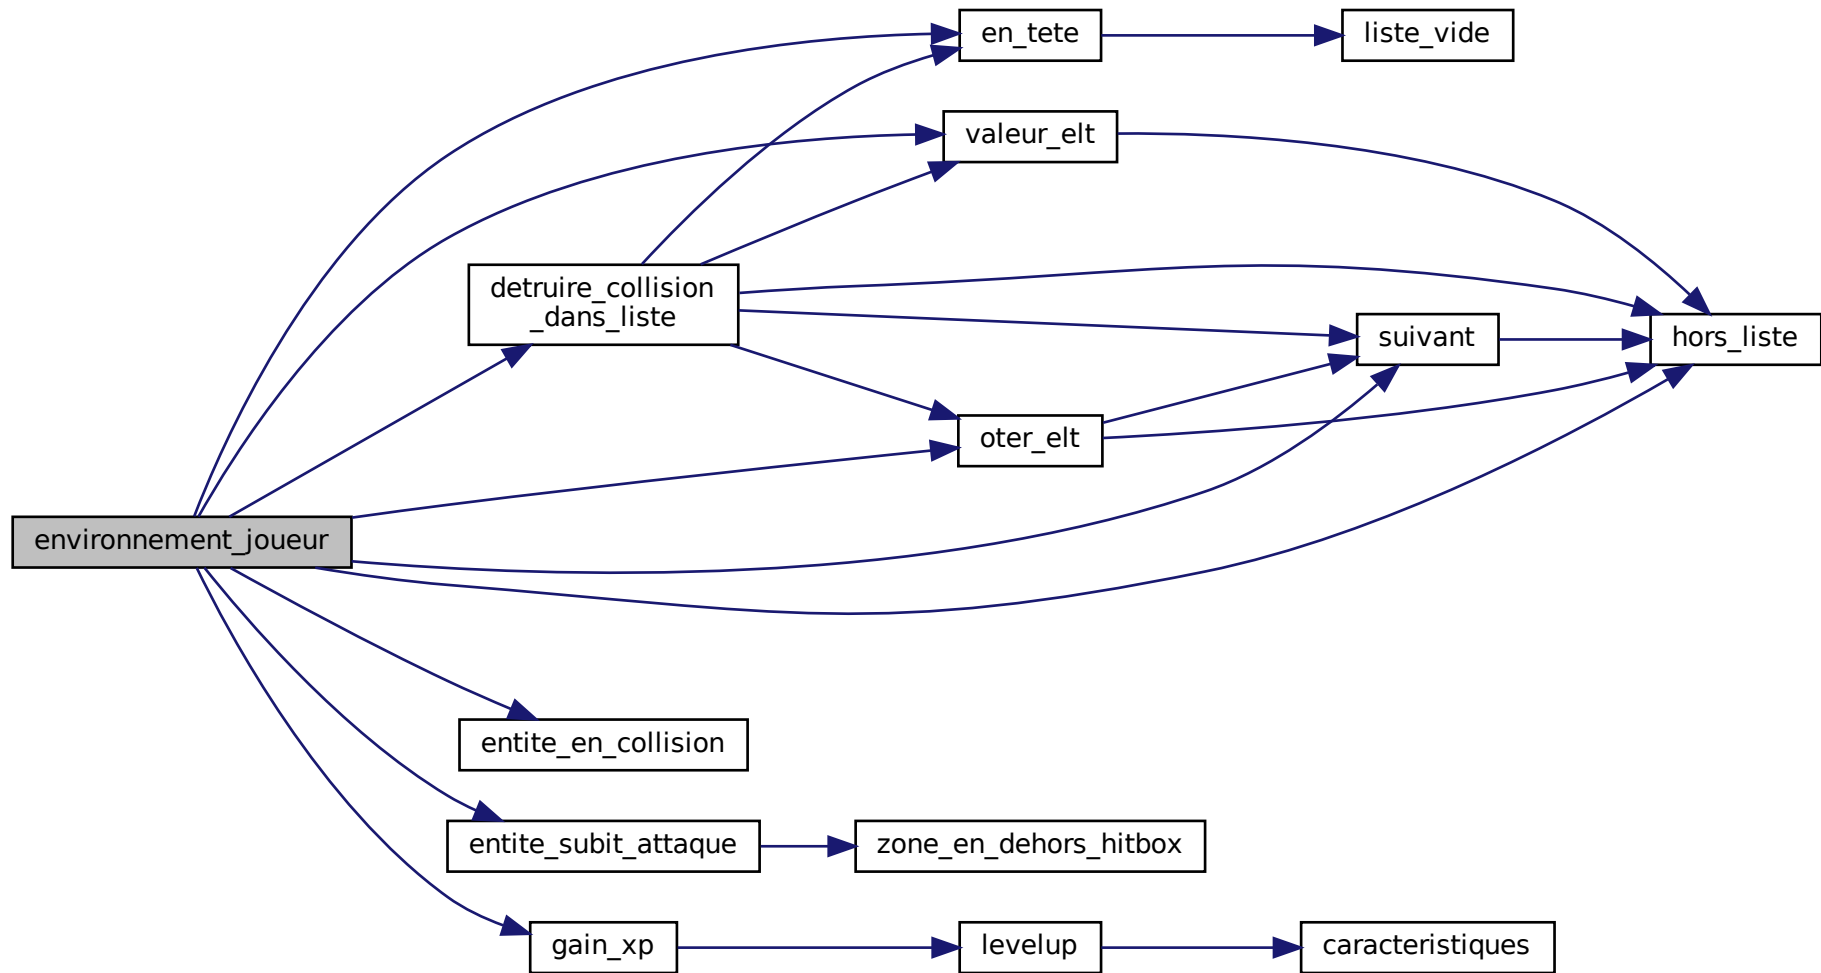 en_tete
liste_vide
valeur_elt
detruire_collision
_dans_liste
suivant
hors_liste
oter_elt
environnement_joueur
entite_en_collision
entite_subit_attaque
zone_en_dehors_hitbox
gain_xp
levelup
caracteristiques